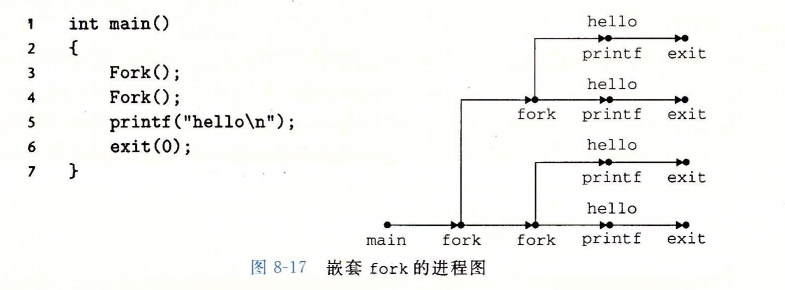 1 int main()
2 {
3 Fork();
4 Fork();
5 printf("hello\n");
6 exit(0);
7 }
hello
printf exit
hello
fork printf exit
hello
printf exit
hello
main fork fork printf exit
图 8-17 嵌套 fork 的进程图